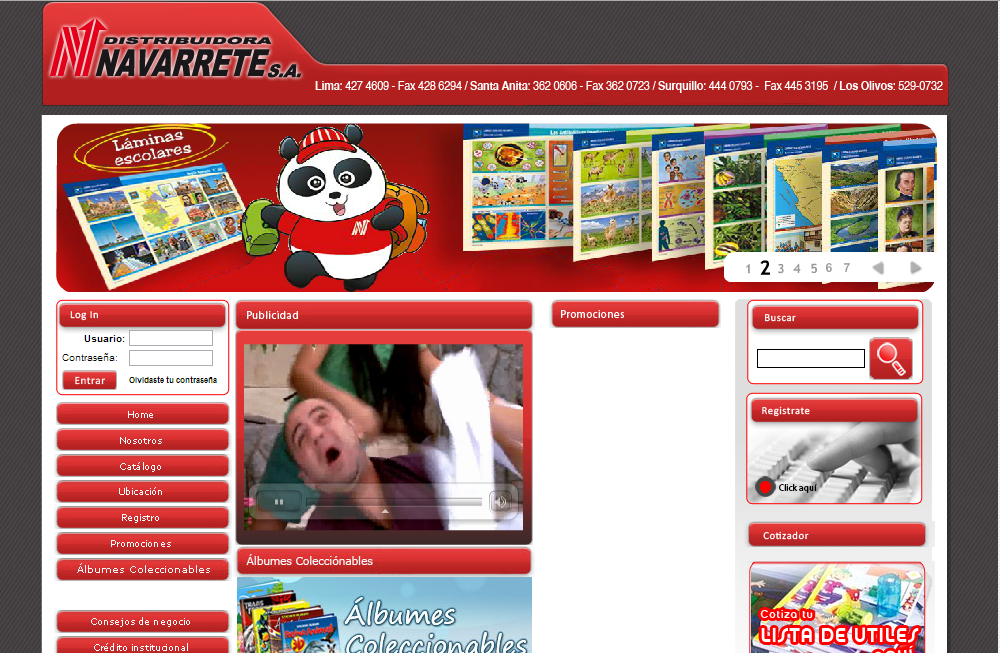 DISTRIBUIDORA
NAVARRETE S.A.
Lima: 427 4609 - Fax 428 6294 / Santa Anita: 362 0606 - Fax 362 0723 / Surquillo: 444 0793 - Fax 445 3195 / Los Olivos: 529-0732
Láminas
escolares
1 2 3 4 5 6 7
Log In
Usuario:
Contraseña:
Entrar
Olvidaste tu contraseña
Home
Nosotros
Catálogo
Ubicación
Registro
Promociones
Álbumes Coleccionables
Consejos de negocio
Crédito institucional
Publicidad
Álbumes Colecciónables
Álbumes
Coleccionables
Promociones
Buscar
Registrate
Click aquí
Cotizador
Cotiza tu
LISTA DE UTILES
AQUÍ